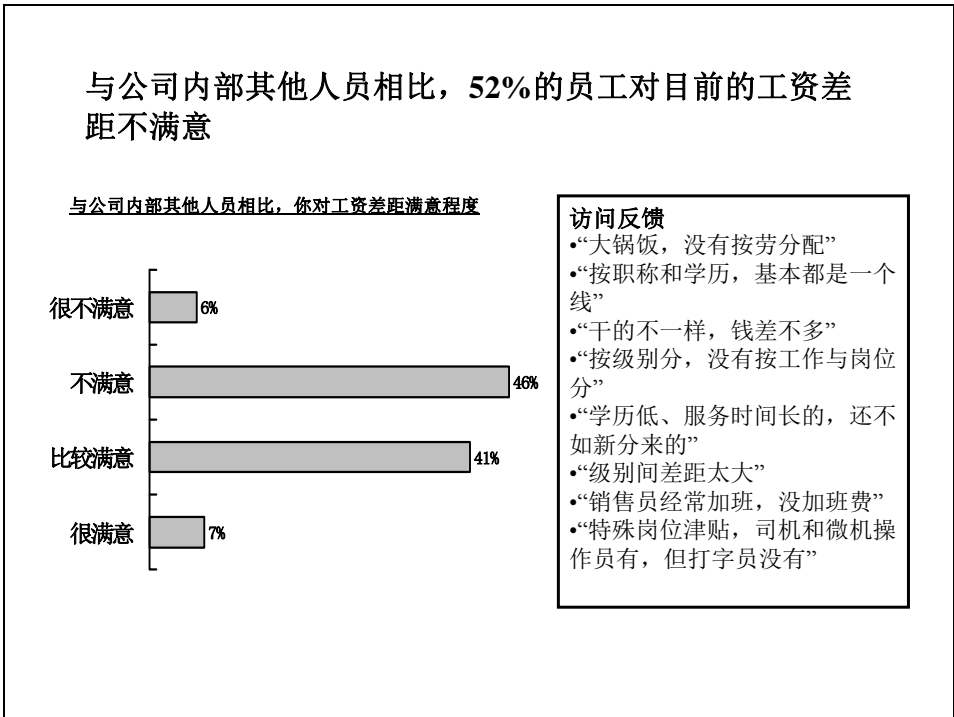 与公司内部其他人员相比，52%的员工对目前的工资差
距不满意
与公司内部其他人员相比，你对工资差距满意程度
很不满意
6%
不满意
46%
比较满意
41%
很满意
7%
访问反馈
•“大锅饭，没有按劳分配”
•“按职称和学历，基本都是一个
线”
•“干的不一样，钱差不多”
•“按级别分，没有按工作与岗位
分”
•“学历低、服务时间长的，还不
如新分来的”
•“级别间差距太大”
•“销售员经常加班，没加班费”
•“特殊岗位津贴，司机和微机操
作员有，但打字员没有”